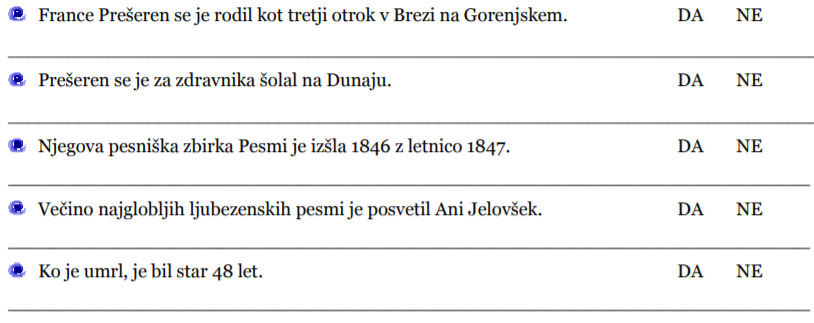 France Prešeren se je rodil kot tretji otrok v Brezi na Gorenjskem. DA NE
Prešeren se je za zdravnika šolal na Dunaju. DA NE
Njegova pesniška zbirka Pesmi je izšla 1846 z letnico 1847. DA NE
Večino najglobljih ljubezenskih pesmi je posvetil Ani Jelovšek. DA NE
Ko je umrl, je bil star 48 let. DA NE